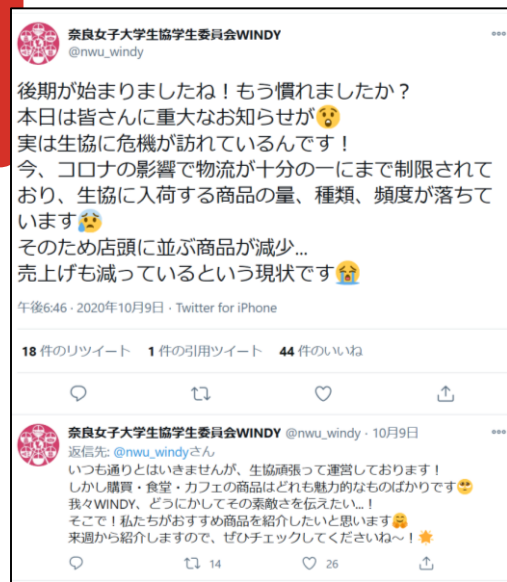 奈良女子大学生協学生委員会WINDY
@nwu_windy
後期が始まりましたね！もう慣れましたか？
本日は皆さんに重大なお知らせが😲
実は生協に危機が訪れているんです！
今、コロナの影響で物流が十分の一にまで制限されて
おり、生協に入荷する商品の量、種類、頻度が落ちて
います😰
そのため店頭に並ぶ商品が減少...
売上げも減っているという現状です😭
午後6:46 · 2020年10月9日 · Twitter for iPhone
18 件のリツイート 1 件の引用ツイート 44 件のいいね
奈良女子大学生協学生委員会WINDY @nwu_windy · 10月9日
返信先: @nwu_windyさん
いつも通りとはいきませんが、生協頑張って運営しております！
しかし購買・食堂・カフェの商品はどれも魅力的なものばかりです🥺
我々WINDY、どうにかしてその素敵さを伝えたい...！
そこで！私たちがおすすめ商品を紹介したいと思います🤗
来週から紹介しますので、ぜひチェックしてくださいね〜！🌟
14 26